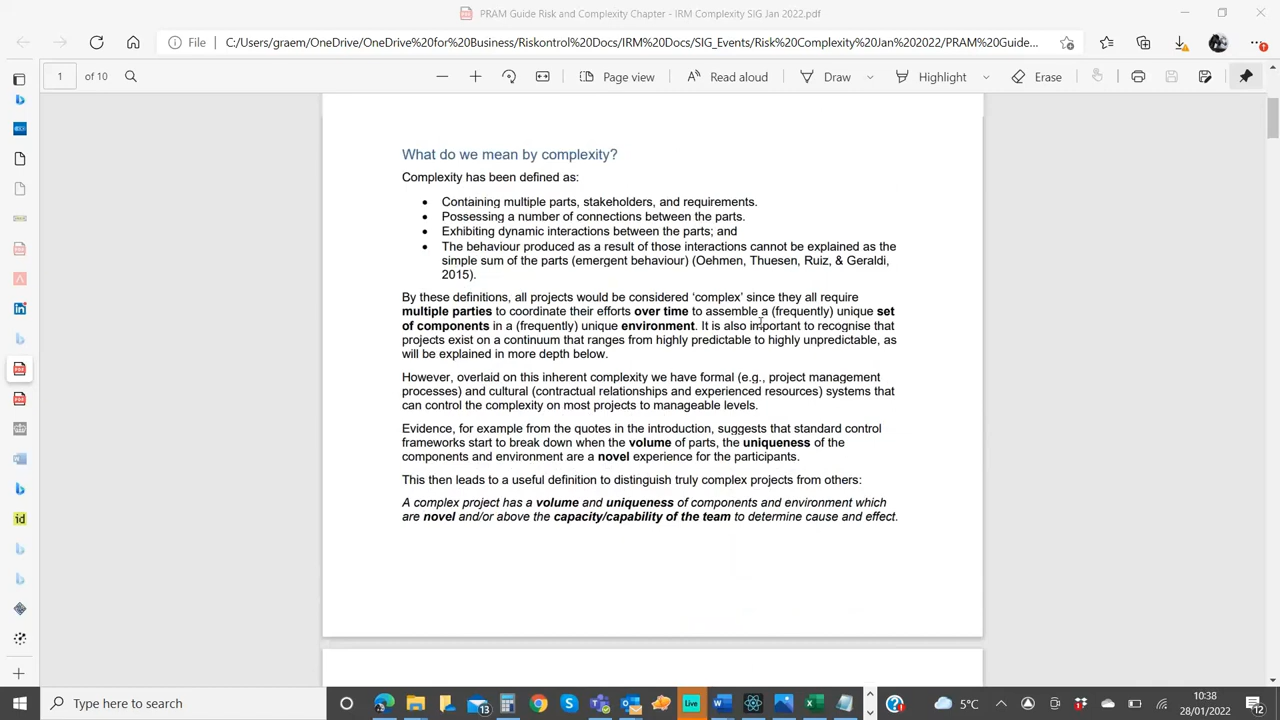 PRAM Guide Risk and Complexity Chapter - IRM Complexity SIG Jan 2022.pdf
File C:/Users/graem/OneDrive/OneDrive%20for%20Business/Riskontrol%20Docs/IRM%20Docs/SIG_Events/Risk%20Complexity%20Jan%202022/PRAM%20Guide...
1 of 10 Page view Read aloud Draw Highlight Erase
What do we mean by complexity?
Complexity has been defined as:
• Containing multiple parts, stakeholders, and requirements.
• Possessing a number of connections between the parts.
• Exhibiting dynamic interactions between the parts; and
• The behaviour produced as a result of those interactions cannot be explained as the
simple sum of the parts (emergent behaviour) (Oehmen, Thuesen, Ruiz, & Geraldi,
2015).
By these definitions, all projects would be considered ‘complex’ since they all require
multiple parties to coordinate their efforts over time to assemble a (frequently) unique set
of components in a (frequently) unique environment. It is also important to recognise that
projects exist on a continuum that ranges from highly predictable to highly unpredictable, as
will be explained in more depth below.
However, overlaid on this inherent complexity we have formal (e.g., project management
processes) and cultural (contractual relationships and experienced resources) systems that
can control the complexity on most projects to manageable levels.
Evidence, for example from the quotes in the introduction, suggests that standard control
frameworks start to break down when the volume of parts, the uniqueness of the
components and environment are a novel experience for the participants.
This then leads to a useful definition to distinguish truly complex projects from others:
A complex project has a volume and uniqueness of components and environment which
are novel and/or above the capacity/capability of the team to determine cause and effect.
id
Type here to search
13
Live
5°C
10:38
28/01/2022
12